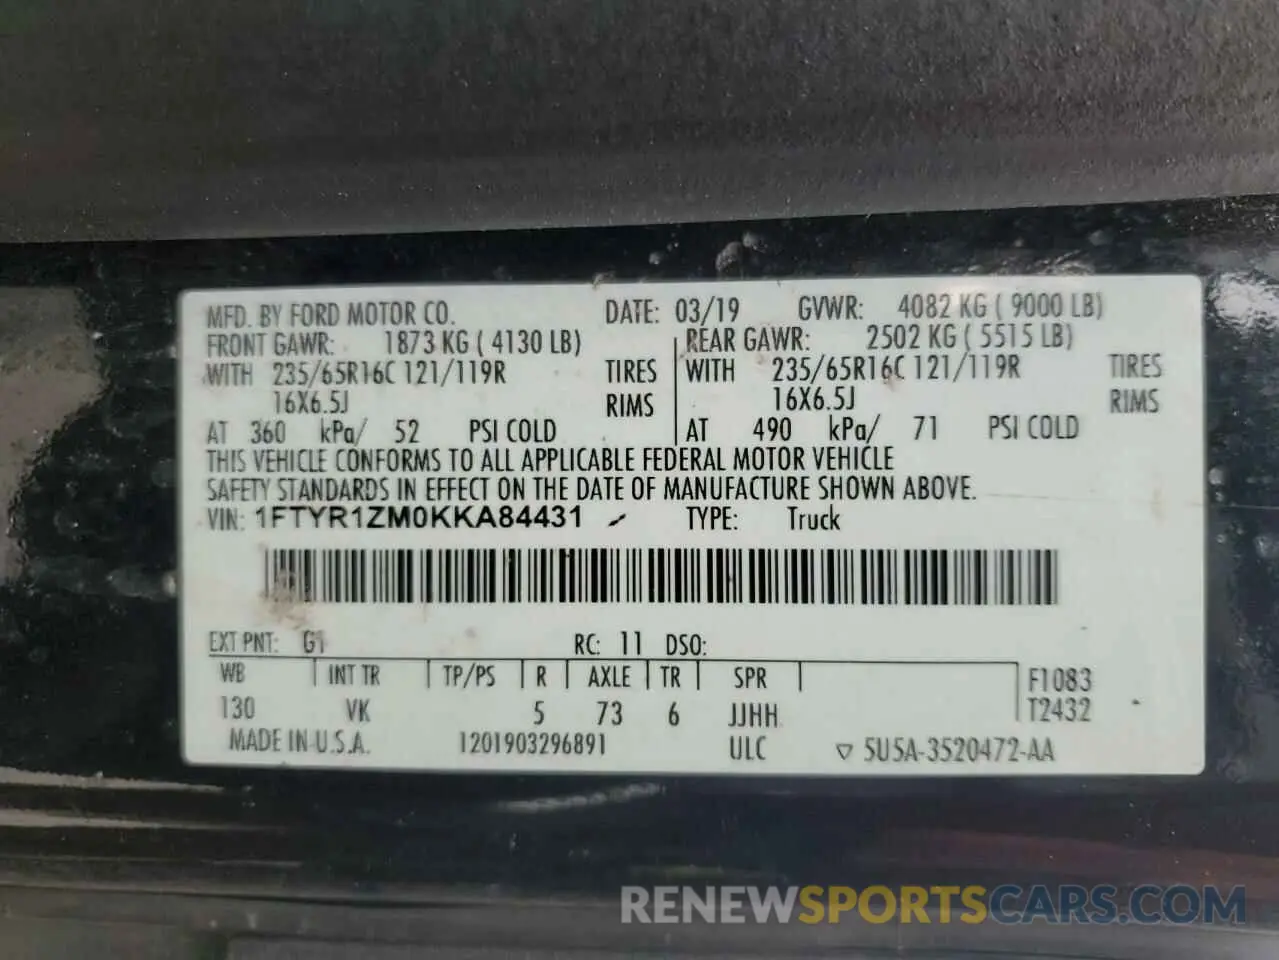 MFD. BY FORD MOTOR CO. DATE: 03/19 GVWR: 4082 KG ( 9000 LB)
FRONT GAWR: 1873 KG ( 4130 LB) REAR GAWR: 2502 KG ( 5515 LB)
WITH 235/65R16C 121/119R TIRES WITH 235/65R16C 121/119R TIRES
16X6.5J RIMS 16X6.5J RIMS
AT 360 kPa/ 52 PSI COLD AT 490 kPa/ 71 PSI COLD
THIS VEHICLE CONFORMS TO ALL APPLICABLE FEDERAL MOTOR VEHICLE
SAFETY STANDARDS IN EFFECT ON THE DATE OF MANUFACTURE SHOWN ABOVE.
VIN: 1FTYR1ZM0KKA84431 TYPE: Truck
EXT PNT: G1 RC: 11 DSO:
WB INT TR TP/PS R AXLE TR SPR F1083
130 VK 5 73 6 JJHH T2432
MADE IN U.S.A. 1201903296891 ULC ▽ 5U5A-3520472-AA
RENEWSPORTSCARS.COM